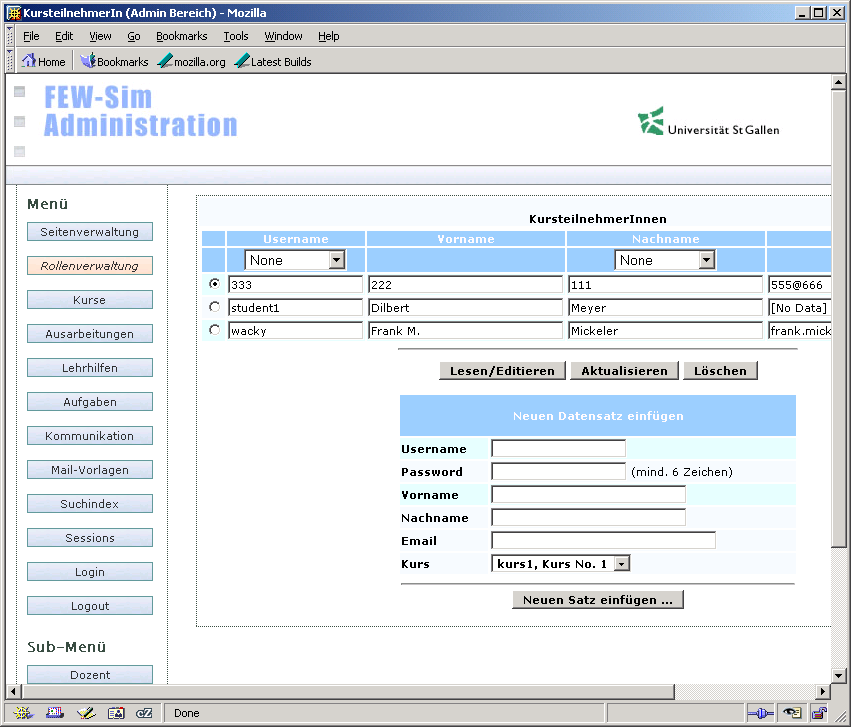 KursteilnehmerIn (Admin Bereich) - Mozilla
File Edit View Go Bookmarks Tools Window Help
Home Bookmarks mozilla.org Latest Builds
FEW-Sim
Administration
Universität St Gallen
Menü
Seitenverwaltung
Rollenverwaltung
Kurse
Ausarbeitungen
Lehrhilfen
Aufgaben
Kommunikation
Mail-Vorlagen
Suchindex
Sessions
Login
Logout
Sub-Menü
Dozent
KursteilnehmerInnen
Username Vorname Nachname
None None
333 222 111 555@666
student1 Dilbert Meyer [No Data]
wacky Frank M. Mickeler frank.mick
Lesen/Editieren Aktualisieren Löschen
Neuen Datensatz einfügen
Username
Password (mind. 6 Zeichen)
Vorname
Nachname
Email
Kurs kurs1, Kurs No. 1
Neuen Satz einfügen ...
Done